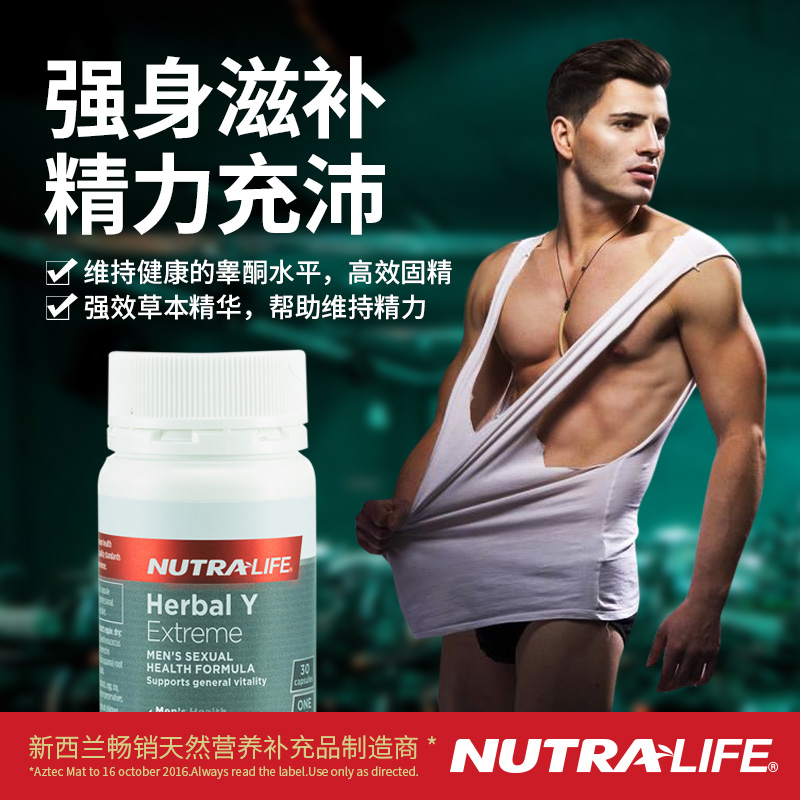 强身滋补
精力充沛
维持健康的睾酮水平，高效固精
强效草本精华，帮助维持精力
NUTRA-LIFE
Herbal Y
Extreme
MEN'S SEXUAL
HEALTH FORMULA
Supports general vitality
30
capsules
ONE
Men's Health
新西兰畅销天然营养补充品制造商 *
*Aztec Mat to 16 october 2016.Always read the label.Use only as directed.
NUTRA-LIFE®